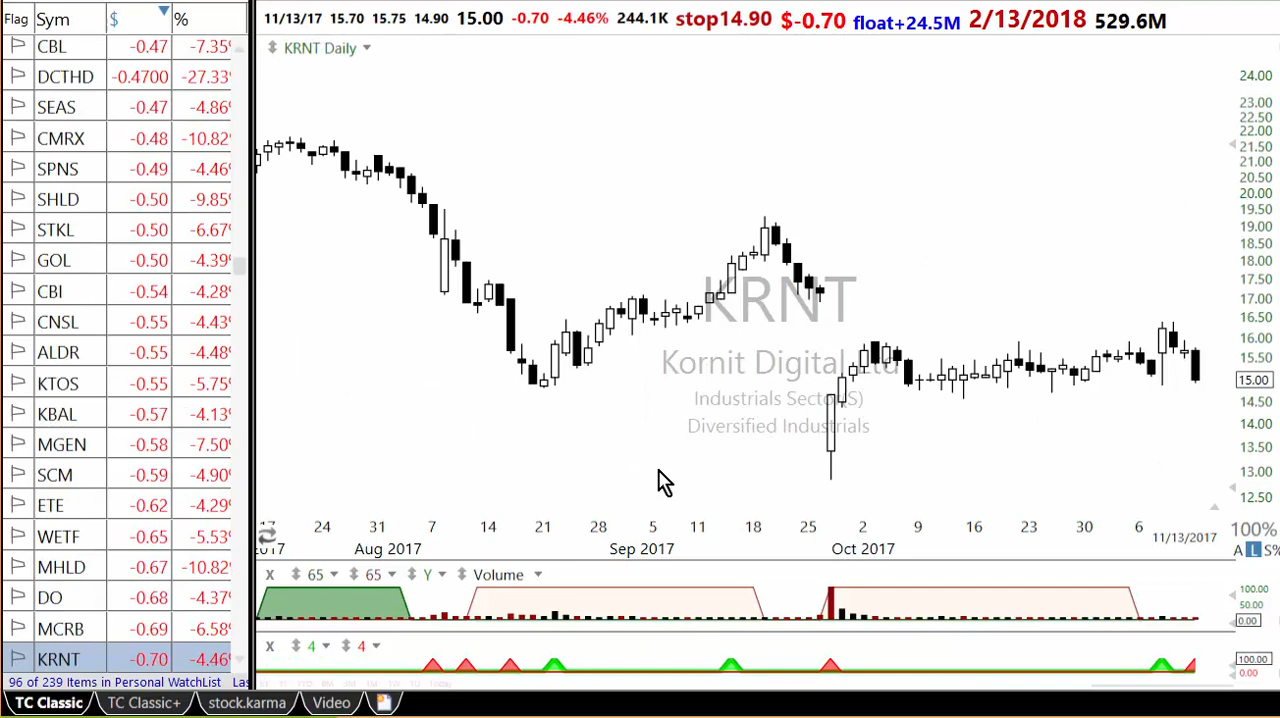 Flag Sym $ %
CBL -0.47 -7.35%
DCTHD -0.4700 -27.33%
SEAS -0.47 -4.86%
CMRX -0.48 -10.82%
SPNS -0.49 -4.46%
SHLD -0.50 -9.85%
STKL -0.50 -6.67%
GOL -0.50 -4.39%
CBI -0.54 -4.28%
CNSL -0.55 -4.43%
ALDR -0.55 -4.48%
KTOS -0.55 -5.75%
KBAL -0.57 -4.13%
MGEN -0.58 -7.50%
SCM -0.59 -4.90%
ETE -0.62 -4.29%
WETF -0.65 -5.53%
MHLD -0.67 -10.82%
DO -0.68 -4.37%
MCRB -0.69 -6.58%
KRNT -0.70 -4.46%
96 of 239 Items in Personal WatchList Las
11/13/17 15.70 15.75 14.90 15.00 -0.70 -4.46% 244.1K stop14.90 $-0.70 float+24.5M 2/13/2018 529.6M
KRNT Daily
KRNT
Kornit Digital Ltd
Industrials Sector(S)
Diversified Industrials
24.00
23.00
22.50
22.00
21.50
21.00
20.50
20.00
19.50
19.00
18.50
18.00
17.50
17.00
16.50
16.00
15.50
15.00
14.50
14.00
13.50
13.00
12.50
17 24 31 7 14 21 28 5 11 18 25 2 9 16 23 30 6 100%
2017 Aug 2017 Sep 2017 Oct 2017 11/13/2017 A L S%
X 65 65 Y Volume
100.00
50.00
0.00
X 4 4
100.00
0.00
TC Classic TC Classic+ stock.karma Video